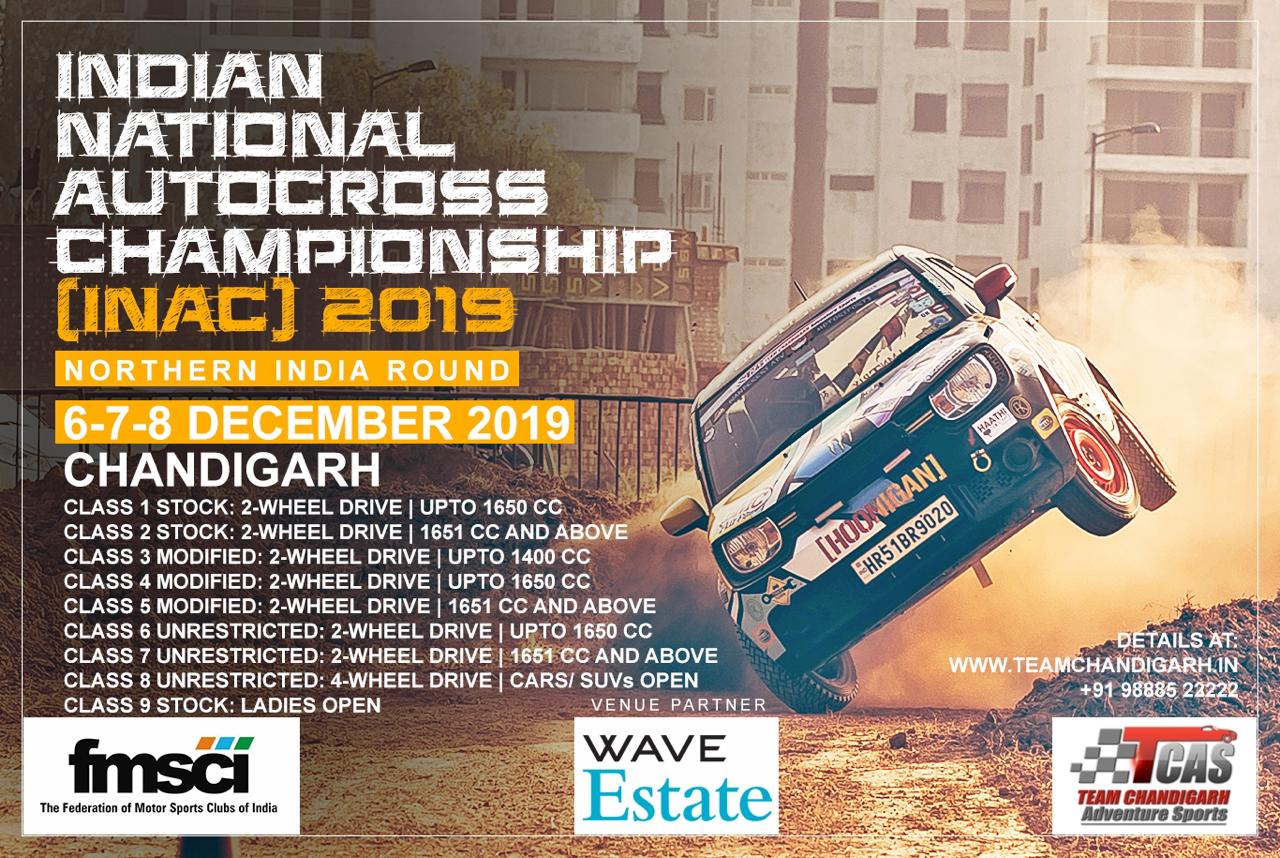 INDIAN
NATIONAL
AUTOCROSS
CHAMPIONSHIP
(INAC) 2019
NORTHERN INDIA ROUND
6-7-8 DECEMBER 2019
CHANDIGARH
CLASS 1 STOCK: 2-WHEEL DRIVE | UPTO 1650 CC
CLASS 2 STOCK: 2-WHEEL DRIVE | 1651 CC AND ABOVE
CLASS 3 MODIFIED: 2-WHEEL DRIVE | UPTO 1400 CC
CLASS 4 MODIFIED: 2-WHEEL DRIVE | UPTO 1650 CC
CLASS 5 MODIFIED: 2-WHEEL DRIVE | 1651 CC AND ABOVE
CLASS 6 UNRESTRICTED: 2-WHEEL DRIVE | UPTO 1650 CC
CLASS 7 UNRESTRICTED: 2-WHEEL DRIVE | 1651 CC AND ABOVE
CLASS 8 UNRESTRICTED: 4-WHEEL DRIVE | CARS/ SUVs OPEN
CLASS 9 STOCK: LADIES OPEN
HAATHI
[HOOMIGAN]
HR51BR9020
DETAILS AT:
WWW.TEAMCHANDIGARH.IN
+91 98885 22222
VENUE PARTNER
fmsci
The Federation of Motor Sports Clubs of India
WAVE
Estate
TCAS
TEAM CHANDIGARH
Adventure Sports